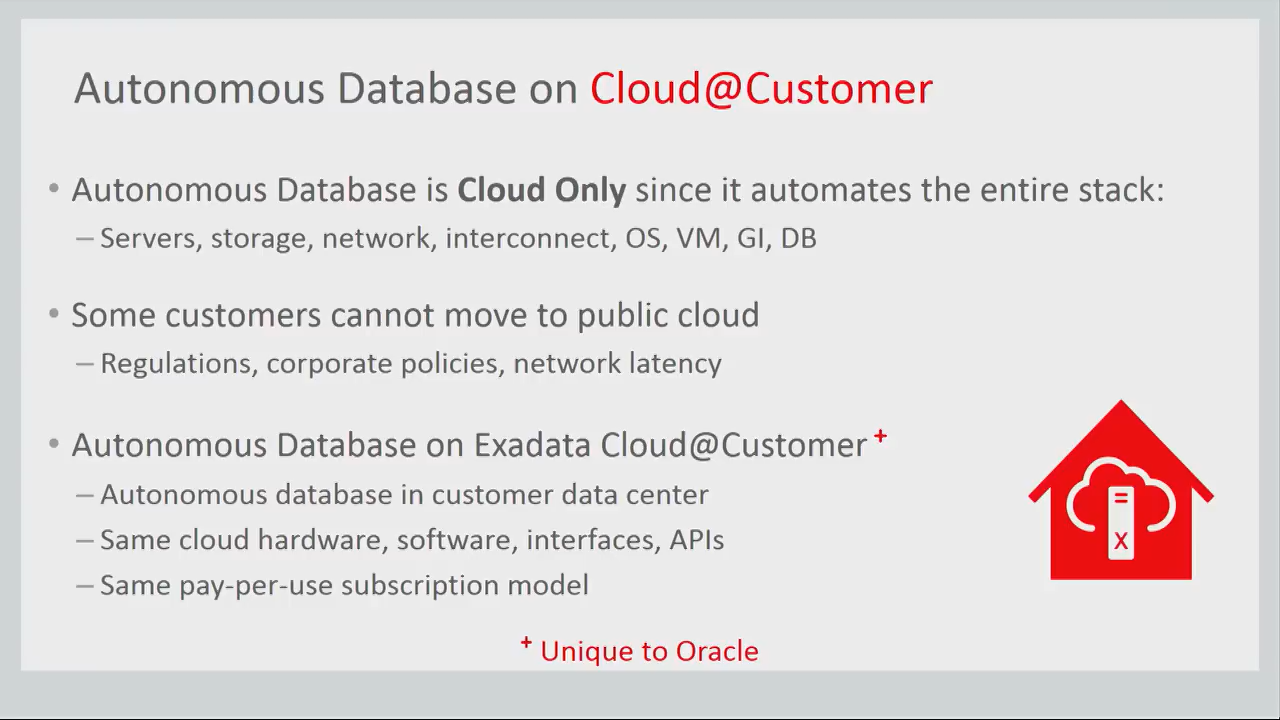 Autonomous Database on Cloud@Customer
• Autonomous Database is Cloud Only since it automates the entire stack:
– Servers, storage, network, interconnect, OS, VM, GI, DB
• Some customers cannot move to public cloud
– Regulations, corporate policies, network latency
• Autonomous Database on Exadata Cloud@Customer +
– Autonomous database in customer data center
– Same cloud hardware, software, interfaces, APIs
– Same pay-per-use subscription model
X
+ Unique to Oracle